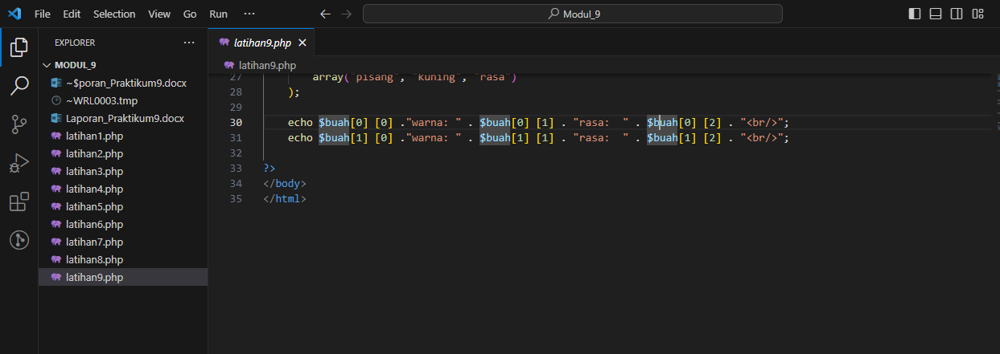 File Edit Selection View Go Run ··· ← → Modul_9
EXPLORER ···
latihan9.php ×
MODUL_9
latihan9.php
~$poran_Praktikum9.docx
~WRL0003.tmp
Laporan_Praktikum9.docx
latihan1.php
latihan2.php
latihan3.php
latihan4.php
latihan5.php
latihan6.php
latihan7.php
latihan8.php
latihan9.php
27 array("pisang", "kuning", "rasa")
28 );
29
30 echo $buah[0] [0] ."warna: " . $buah[0] [1] . "rasa:  " . $buah[0] [2] . "<br/>";
31 echo $buah[1] [0] ."warna: " . $buah[1] [1] . "rasa:  " . $buah[1] [2] . "<br/>";
32
33 ?>
34 </body>
35 </html>